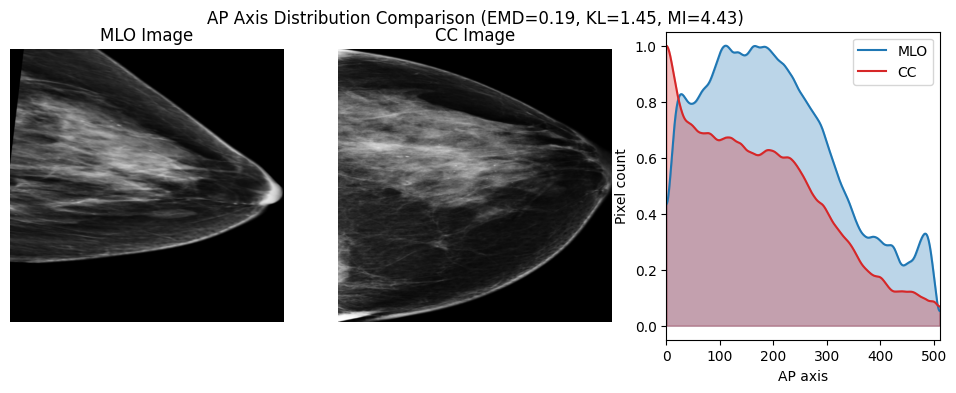 AP Axis Distribution Comparison (EMD=0.19, KL=1.45, MI=4.43)
MLO Image
CC Image
MLO
CC
Pixel count
1.0
0.8
0.6
0.4
0.2
0.0
0 100 200 300 400 500
AP axis